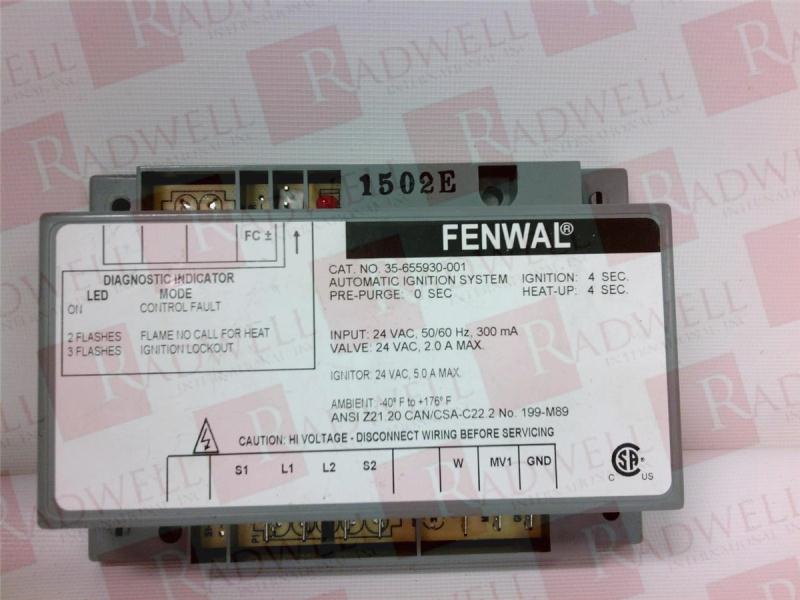 1502E
FENWAL®
FC ±
CAT. NO. 35-655930-001
AUTOMATIC IGNITION SYSTEM IGNITION: 4 SEC.
PRE-PURGE: 0 SEC HEAT-UP: 4 SEC.
DIAGNOSTIC INDICATOR
LED MODE
ON CONTROL FAULT
2 FLASHES FLAME NO CALL FOR HEAT
3 FLASHES IGNITION LOCKOUT
INPUT: 24 VAC, 50/60 Hz, 300 mA
VALVE: 24 VAC, 2.0 A MAX.
IGNITOR: 24 VAC, 5.0 A MAX.
AMBIENT: -40° F to +176° F
ANSI Z21.20 CAN/CSA-C22.2 No. 199-M89
CAUTION: HI VOLTAGE - DISCONNECT WIRING BEFORE SERVICING
S1 L1 L2 S2 W MV1 GND
C SA ® US
RADWELL
INTERNATIONAL, INC.